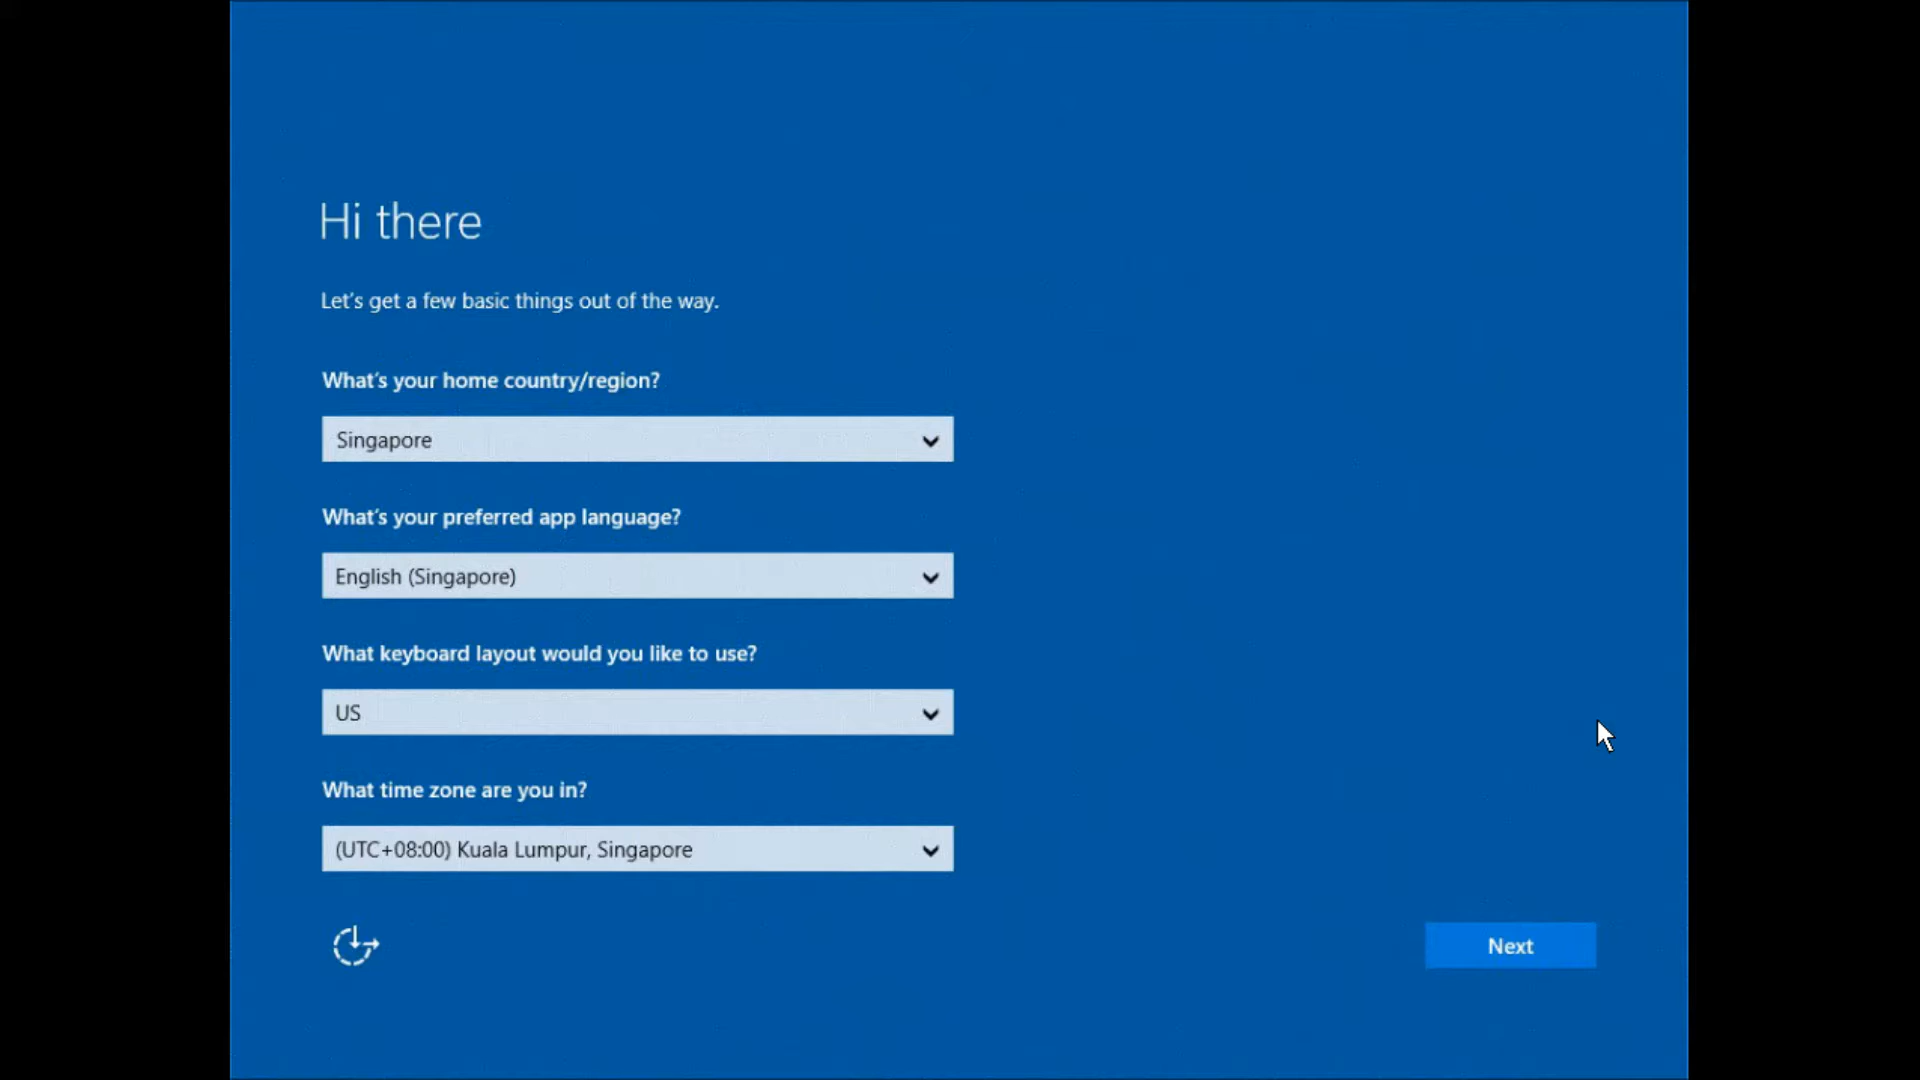 Hi there
Let's get a few basic things out of the way.
What's your home country/region?
Singapore
What's your preferred app language?
English (Singapore)
What keyboard layout would you like to use?
US
What time zone are you in?
(UTC+08:00) Kuala Lumpur, Singapore
Next